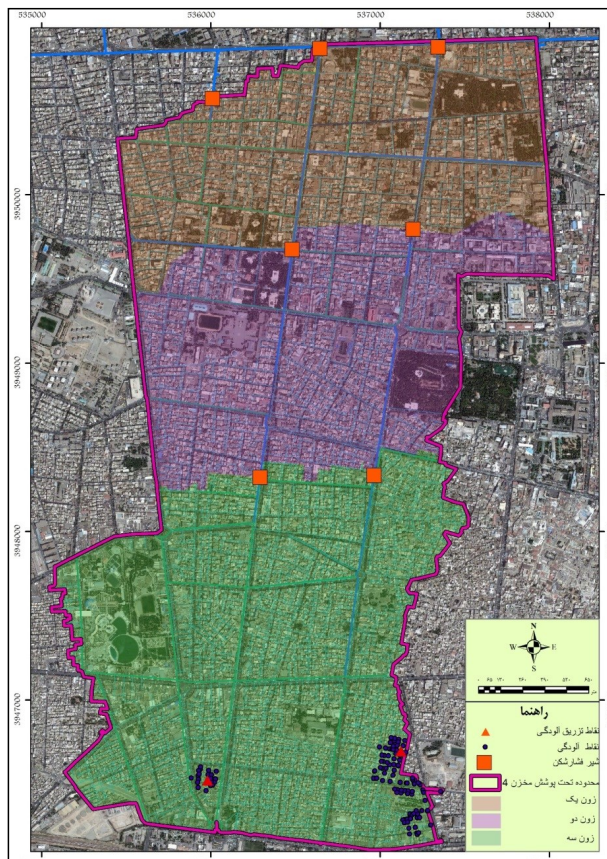 335000 336000 337000 338000
3950000
3949000
3948000
3947000
N
W E
S
متر
راهنما
نقاط تزریق آلودگی
نقاط آلودگی
شیر فشارشکن
محدوده تحت پوشش مخزن 4
زون یک
زون دو
زون سه